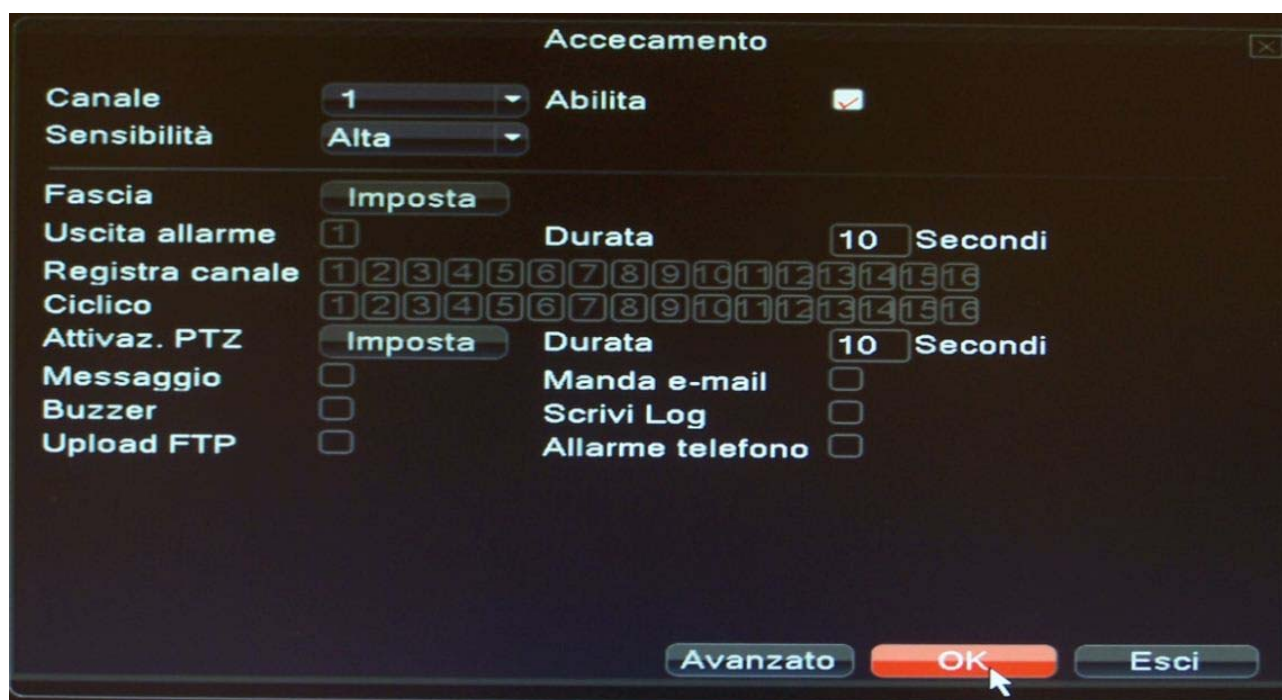 Accecamento
Canale 1 Abilita
Sensibilità Alta
Fascia Imposta
Uscita allarme 1 Durata 10 Secondi
Registra canale 1 2 3 4 5 6 7 8 9 10 11 12 13 14 15 16
Ciclico 1 2 3 4 5 6 7 8 9 10 11 12 13 14 15 16
Attivaz. PTZ Imposta Durata 10 Secondi
Messaggio Manda e-mail
Buzzer Scrivi Log
Upload FTP Allarme telefono
Avanzato OK Esci